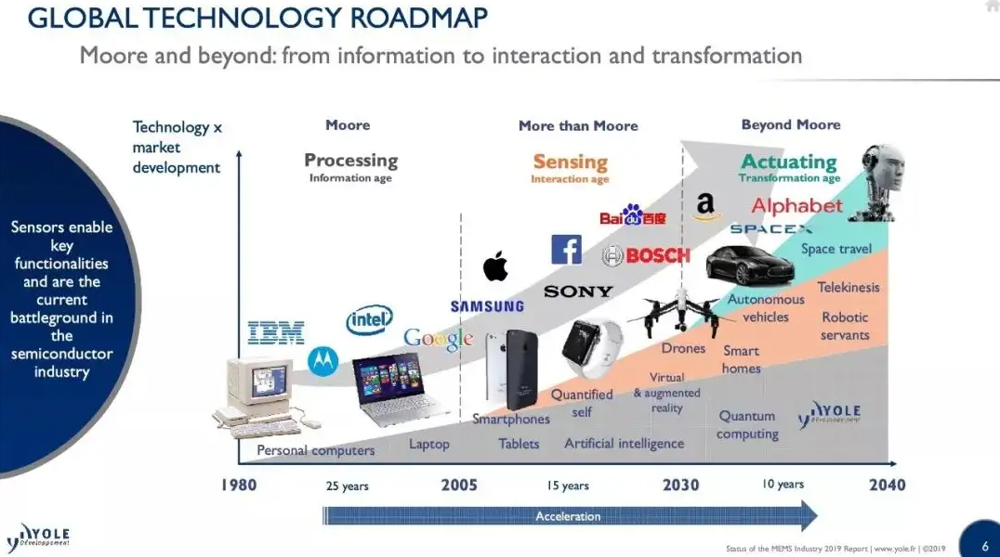 GLOBAL TECHNOLOGY ROADMAP
Moore and beyond: from information to interaction and transformation
Technology x
market
development
Moore
More than Moore
Beyond Moore
Processing
Information age
Sensing
Interaction age
Actuating
Transformation age
Sensors enable
key
functionalities
and are the
current
battleground in
the
semiconductor
industry
IBM
intel
Google
SAMSUNG
SONY
BOSCH
Bai du 百度
a
Alphabet
SPACEX
Space travel
Telekinesis
Autonomous
vehicles
Robotic
servants
Drones
Smart
homes
Virtual
& augmented
reality
Quantified
self
Quantum
computing
YOLE
Développement
Smartphones
Personal computers
Laptop
Tablets
Artificial intelligence
1980
25 years
2005
15 years
2030
10 years
2040
Acceleration
YOLE
Développement
Status of the MEMS Industry 2019 Report | www.yole.fr | ©2019
6